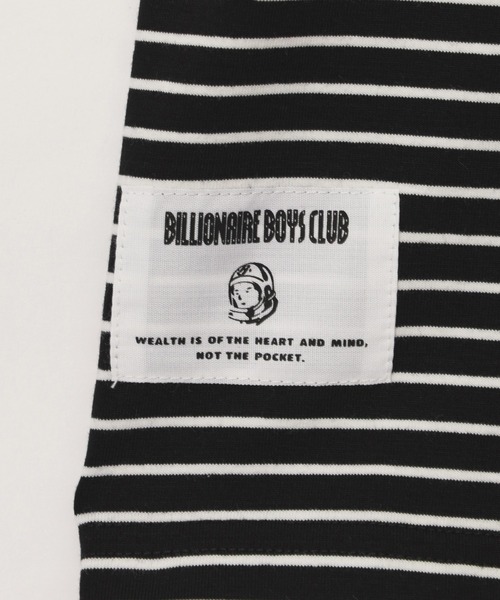 BILLIONAIRE BOYS CLUB
WEALTH IS OF THE HEART AND MIND,
NOT THE POCKET.